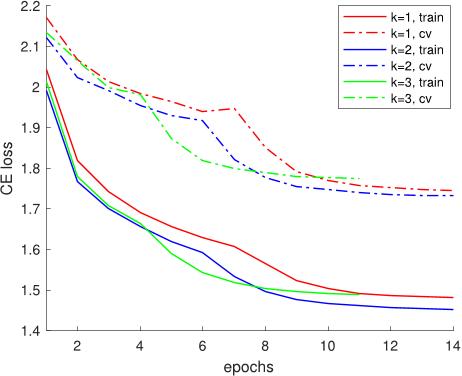 2.2
2.1
2
1.9
1.8
1.7
1.6
1.5
1.4
CE loss
k=1, train
k=1, cv
k=2, train
k=2, cv
k=3, train
k=3, cv
2 4 6 8 10 12 14
epochs